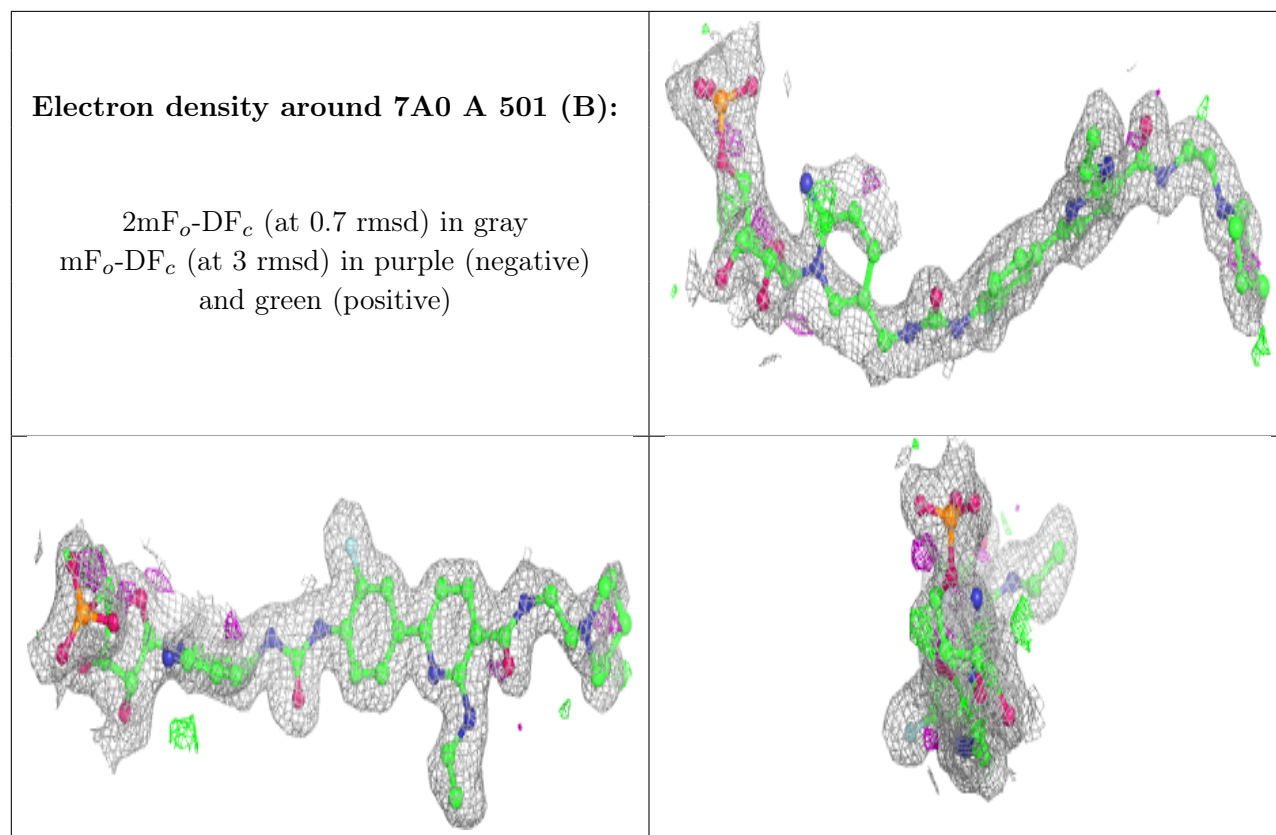 Electron density around 7A0 A 501 (B):
2mFo-DFc (at 0.7 rmsd) in gray
mFo-DFc (at 3 rmsd) in purple (negative)
and green (positive)